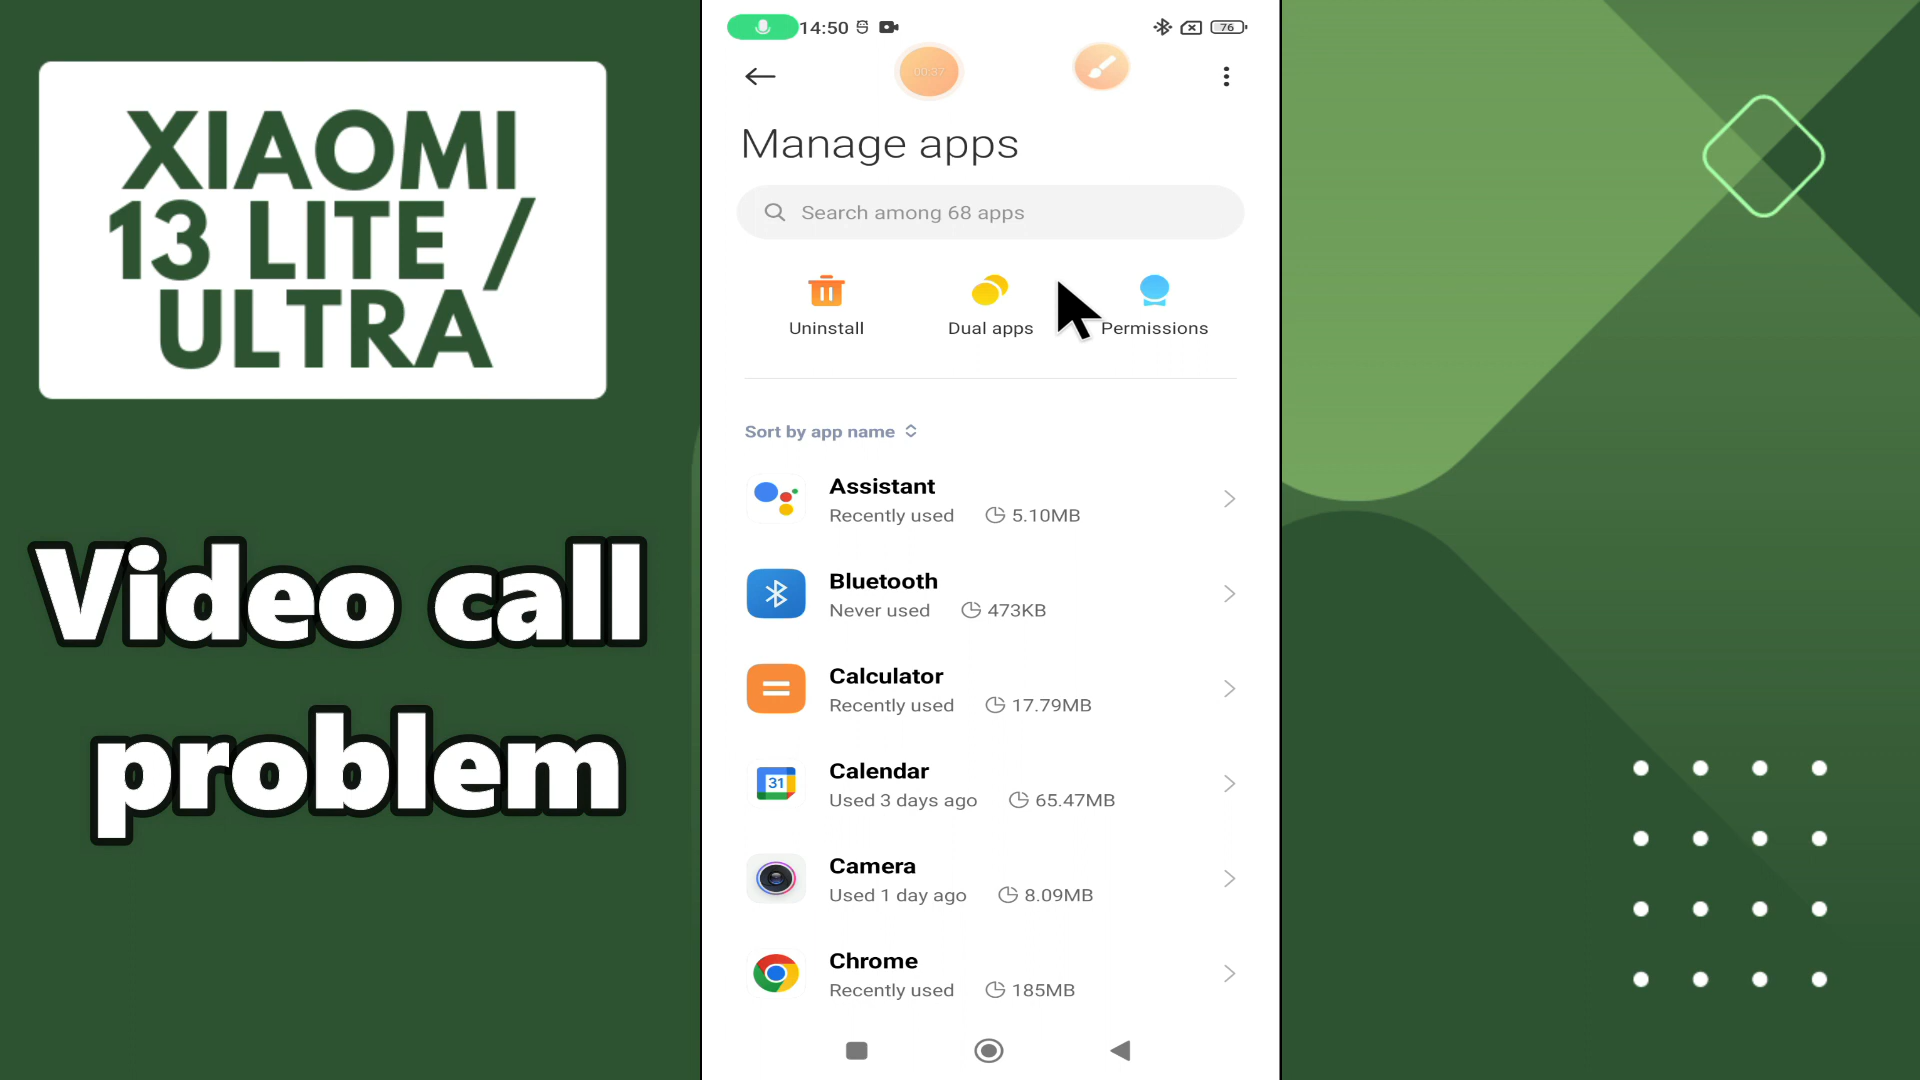 XIAOMI
13 LITE /
ULTRA
Video call
problem
14:50
76
00:37
Manage apps
Search among 68 apps
Uninstall
Dual apps
Permissions
Sort by app name
Assistant
Recently used 5.10MB
Bluetooth
Never used 473KB
Calculator
Recently used 17.79MB
31
Calendar
Used 3 days ago 65.47MB
Camera
Used 1 day ago 8.09MB
Chrome
Recently used 185MB